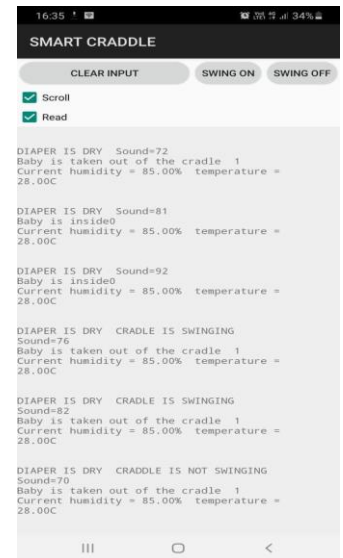 16:35
34%
SMART CRADDLE
CLEAR INPUT SWING ON SWING OFF
Scroll
Read
DIAPER IS DRY Sound=72
Baby is taken out of the cradle 1
Current humidity = 85.00% temperature =
28.00C
DIAPER IS DRY Sound=81
Baby is inside0
Current humidity = 85.00% temperature =
28.00C
DIAPER IS DRY Sound=92
Baby is inside0
Current humidity = 85.00% temperature =
28.00C
DIAPER IS DRY CRADLE IS SWINGING
Sound=76
Baby is taken out of the cradle 1
Current humidity = 85.00% temperature =
28.00C
DIAPER IS DRY CRADLE IS SWINGING
Sound=82
Baby is taken out of the cradle 1
Current humidity = 85.00% temperature =
28.00C
DIAPER IS DRY CRADDLE IS NOT SWINGING
Sound=70
Baby is taken out of the cradle 1
Current humidity = 85.00% temperature =
28.00C